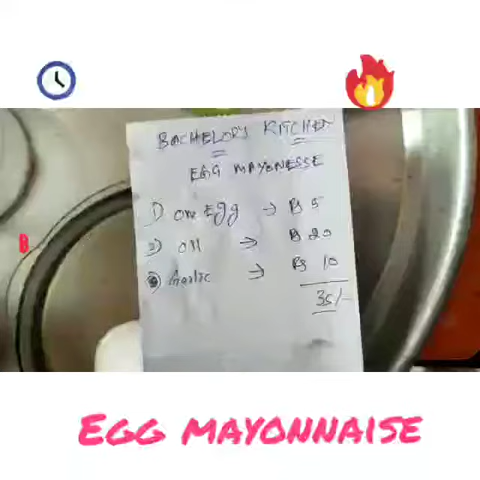 BACHELOR'S KITCHEN
EGG MAYONESSE
1) one Egg → Rs 5
2) oil → Rs 20
3) Garlic → Rs 10
35/-
EGG MAYONNAISE